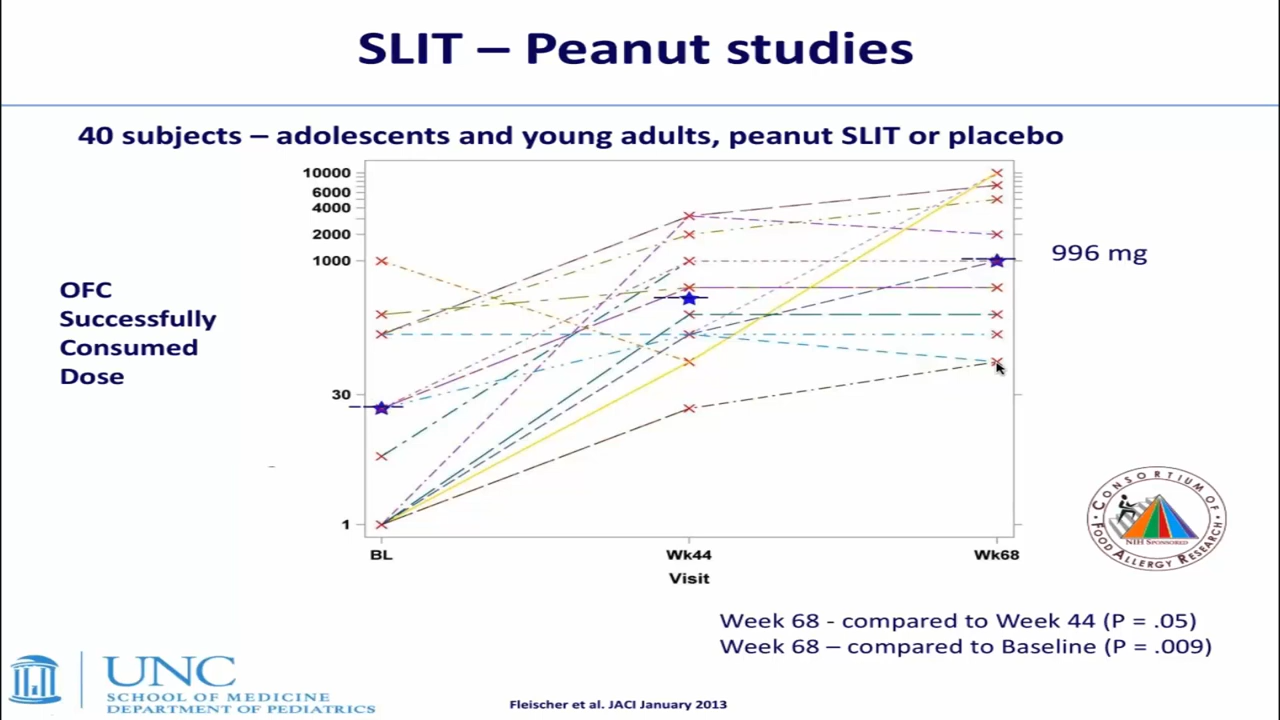 SLIT – Peanut studies
40 subjects – adolescents and young adults, peanut SLIT or placebo
10000
6000
4000
2000
1000
30
1
OFC
Successfully
Consumed
Dose
996 mg
BL
Wk44
Wk68
Visit
CONSORTIUM OF
FOOD ALLERGY RESEARCH
NIH SPONSORED
Week 68 - compared to Week 44 (P = .05)
Week 68 – compared to Baseline (P = .009)
UNC
SCHOOL OF MEDICINE
DEPARTMENT OF PEDIATRICS
Fleischer et al. JACI January 2013